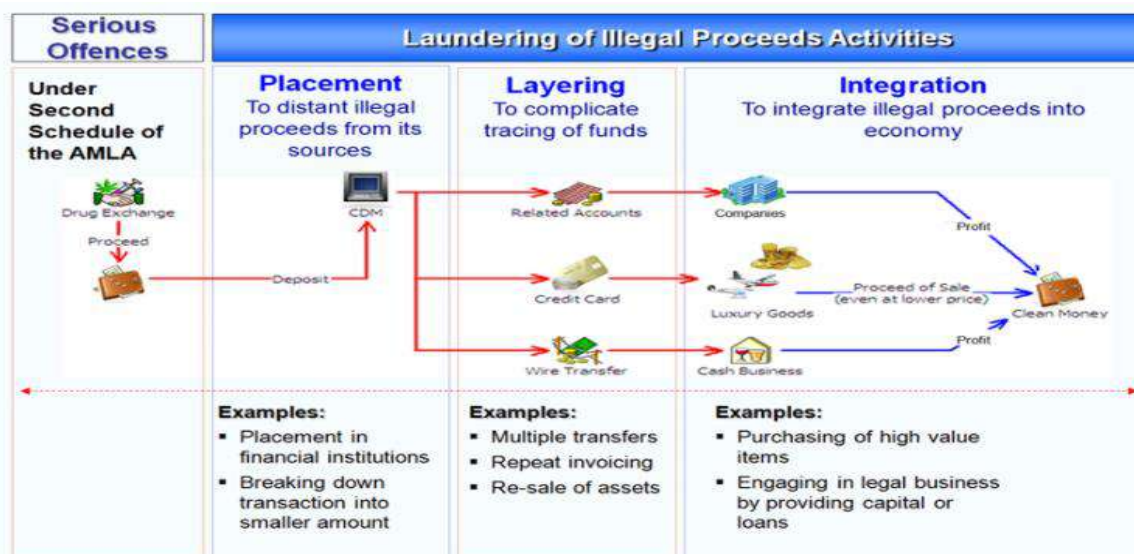 Serious
Offences
Laundering of Illegal Proceeds Activities
Under
Second
Schedule of
the AMLA
Placement
To distant illegal
proceeds from its
sources
Layering
To complicate
tracing of funds
Integration
To integrate illegal proceeds into
economy
Drug Exchange
Proceed
Deposit
CDM
Related Accounts
Companies
Profit
Credit Card
Luxury Goods
Proceed of Sale
(even at lower price)
Clean Money
Wire Transfer
Cash Business
Profit
Examples:
▪ Placement in
financial institutions
▪ Breaking down
transaction into
smaller amount
Examples:
▪ Multiple transfers
▪ Repeat invoicing
▪ Re-sale of assets
Examples:
▪ Purchasing of high value
items
▪ Engaging in legal business
by providing capital or
loans